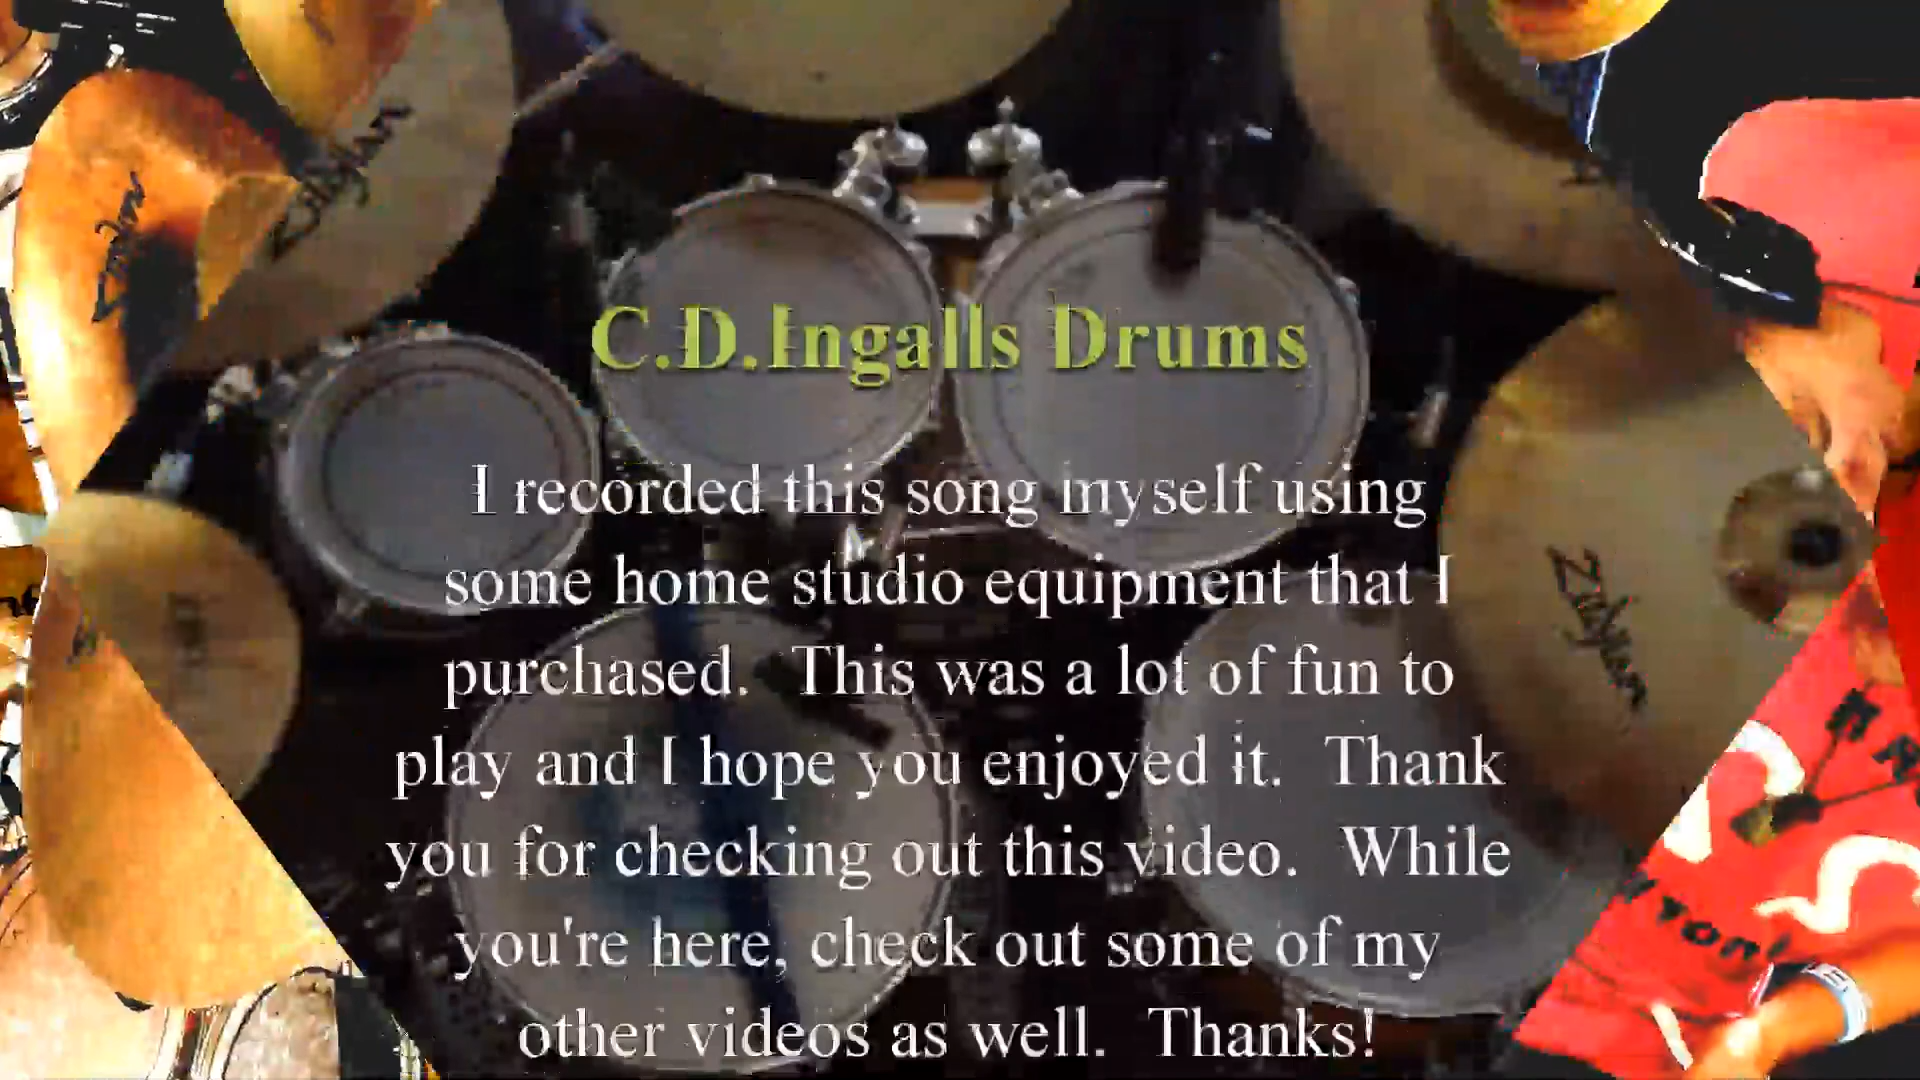 Zildjian
Zildjian
C.D.Ingalls Drums
I recorded this song myself using
some home studio equipment that I
purchased.  This was a lot of fun to
Zildjian
play and I hope you enjoyed it.  Thank
you for checking out this video.  While
you're here, check out some of my
other videos as well.  Thanks!